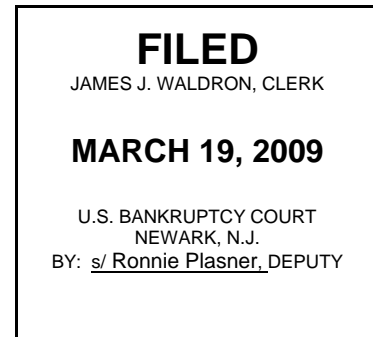 FILED
JAMES J. WALDRON, CLERK
MARCH 19, 2009
U.S. BANKRUPTCY COURT
NEWARK, N.J.
BY: s/ Ronnie Plasner, DEPUTY